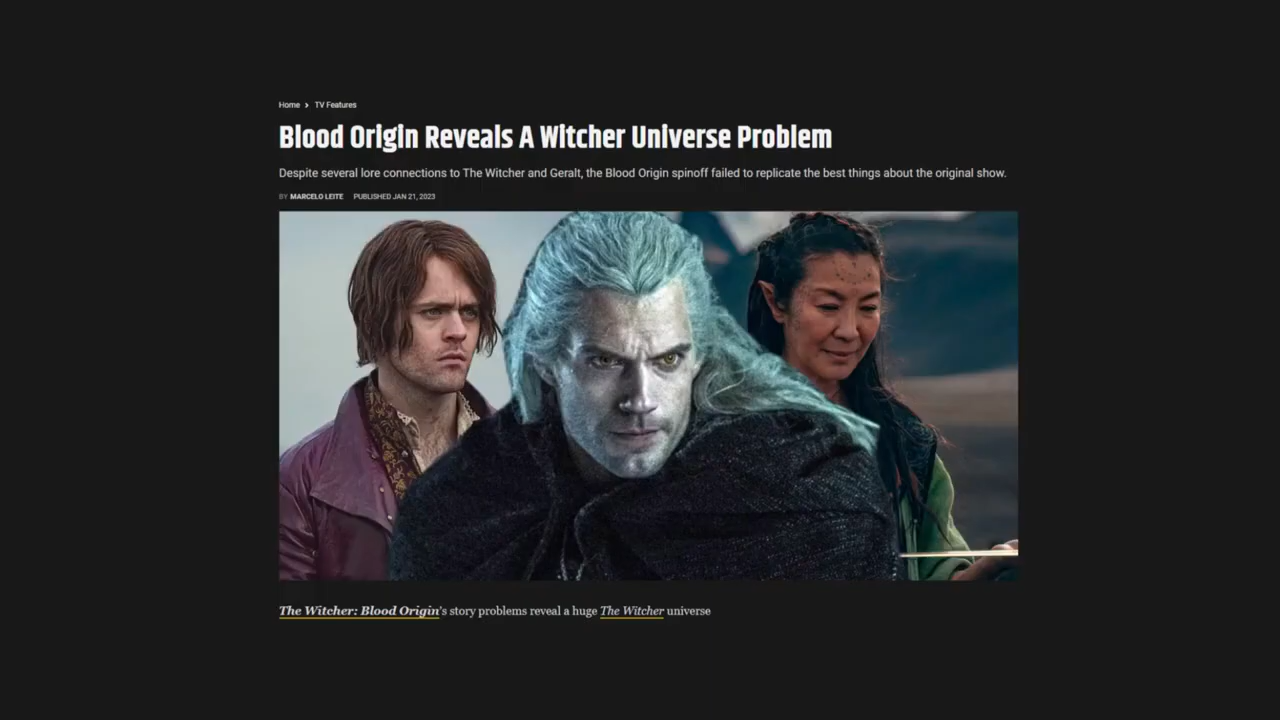 Home > TV Features
Blood Origin Reveals A Witcher Universe Problem
Despite several lore connections to The Witcher and Geralt, the Blood Origin spinoff failed to replicate the best things about the original show.
BY MARCELO LEITE PUBLISHED JAN 21, 2023
The Witcher: Blood Origin's story problems reveal a huge The Witcher universe